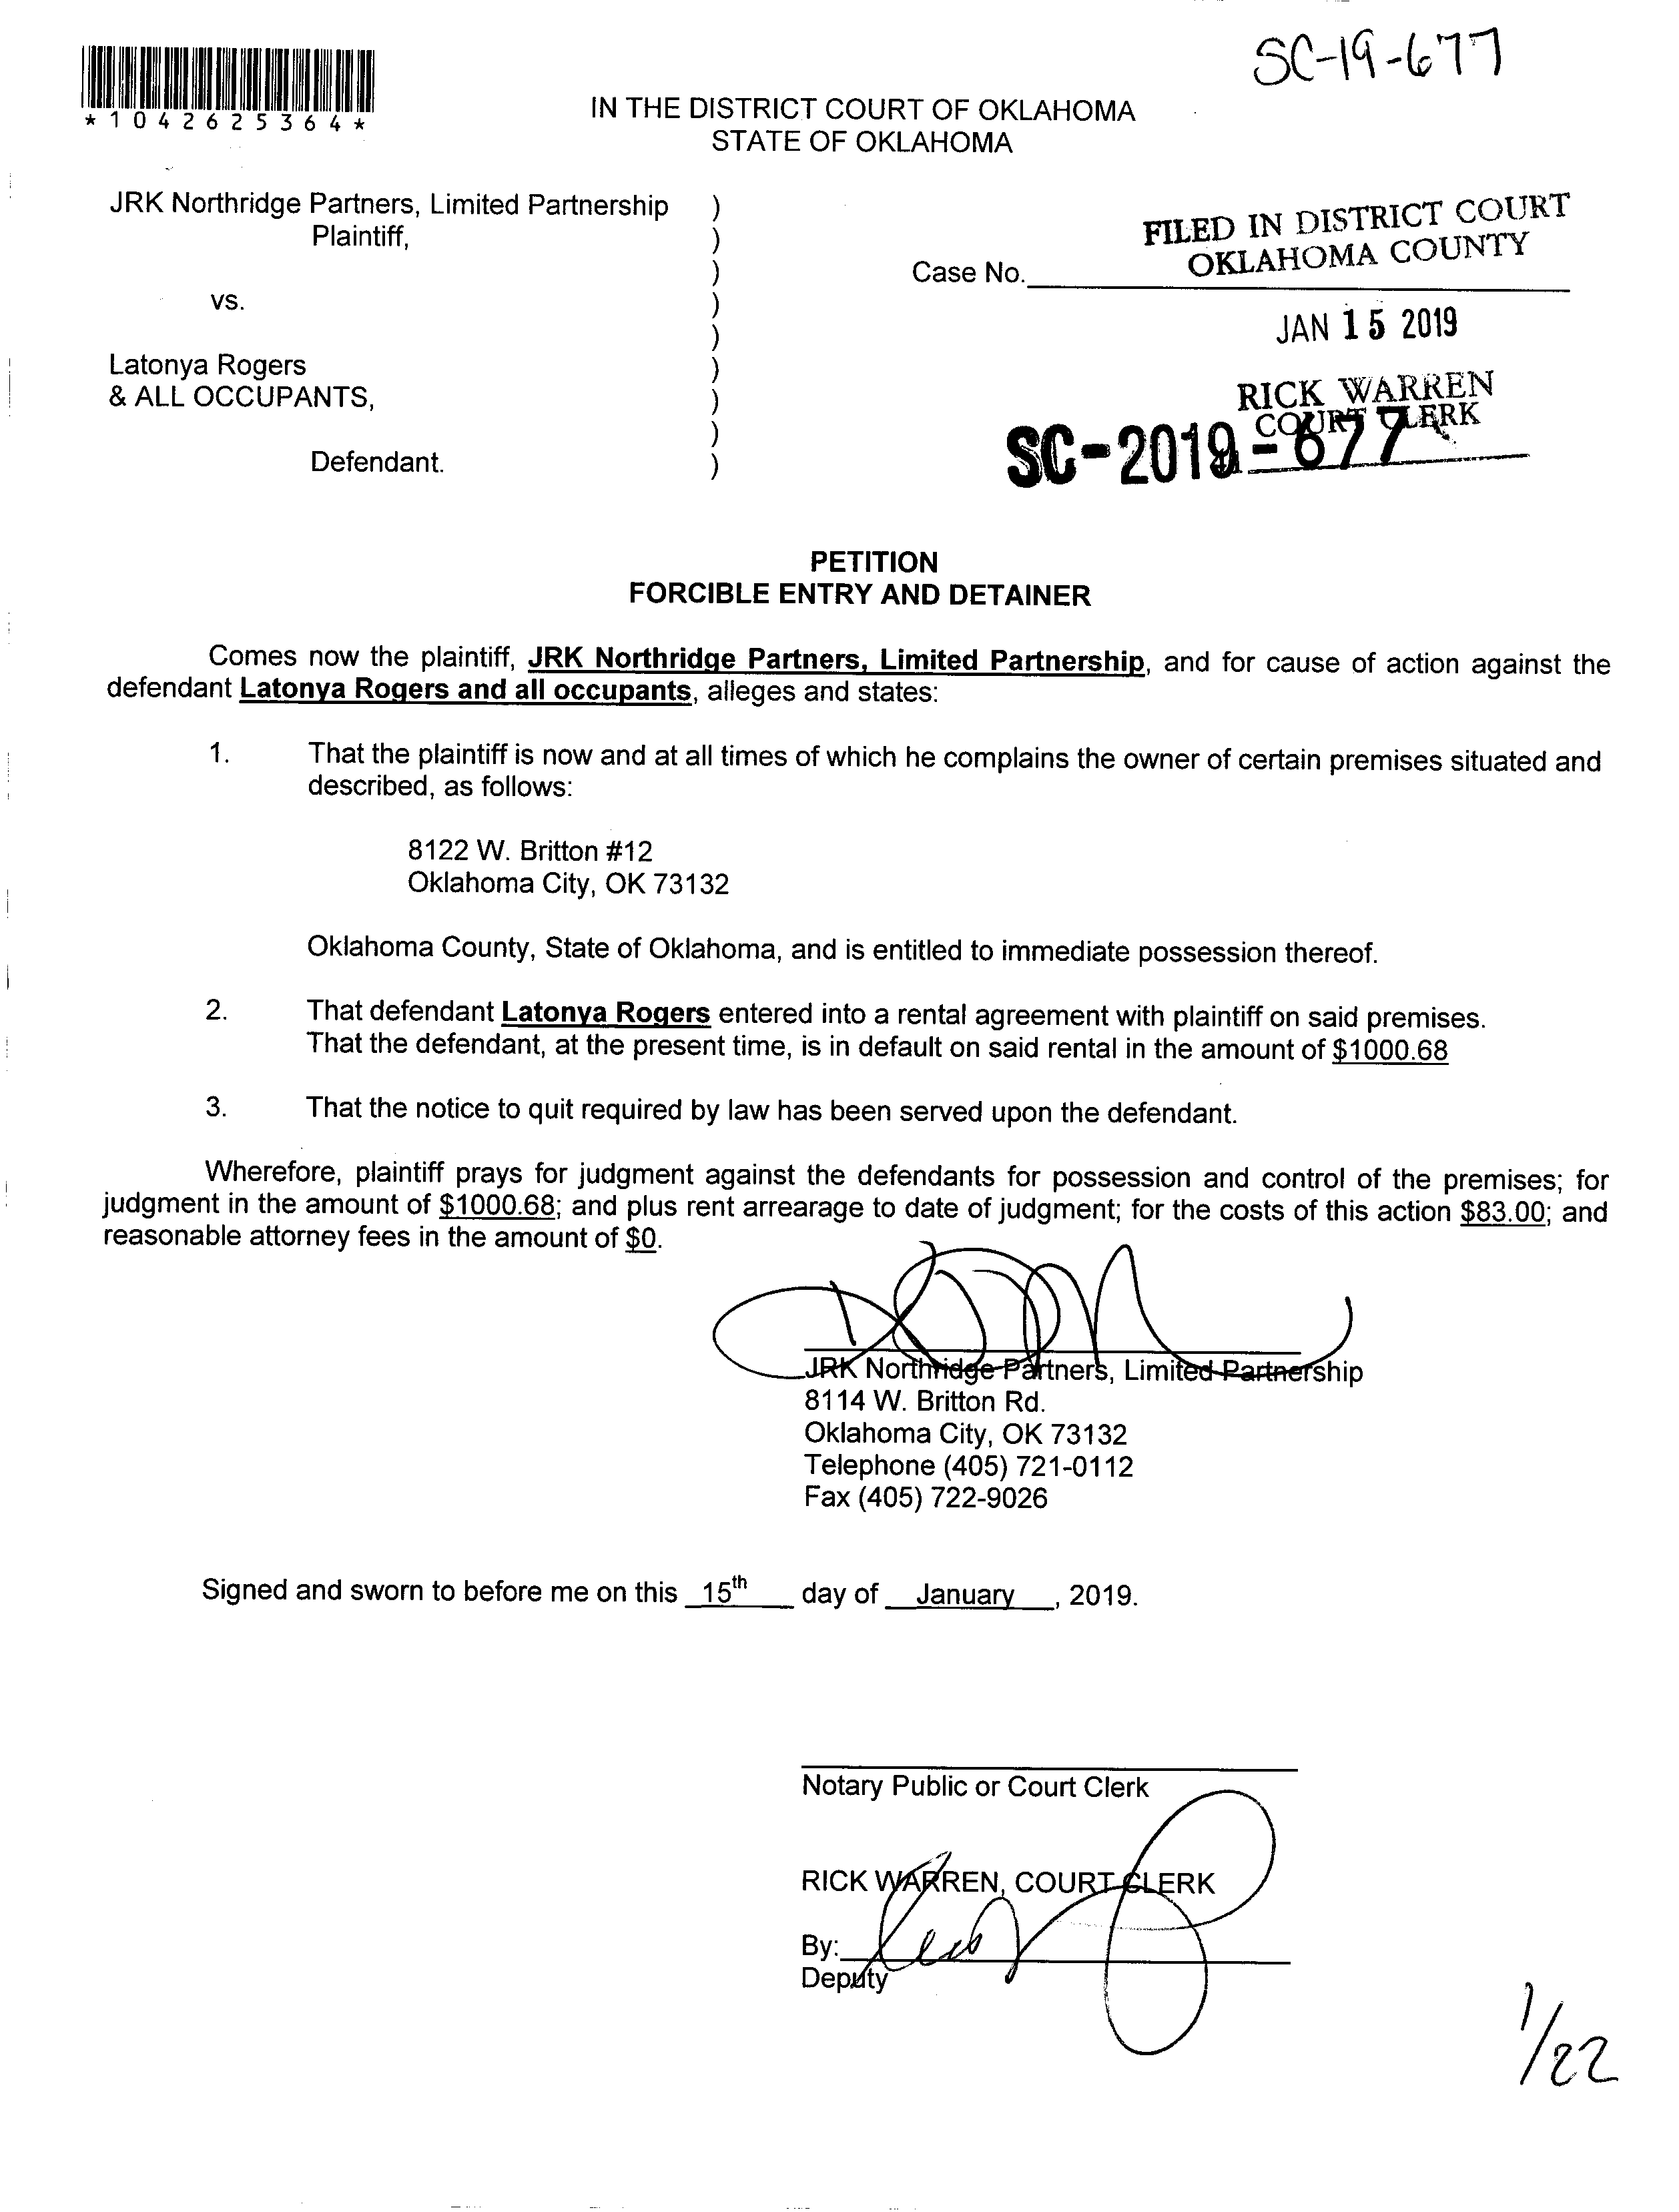 SC-19-677
*1042625364*
IN THE DISTRICT COURT OF OKLAHOMA
STATE OF OKLAHOMA
JRK Northridge Partners, Limited Partnership )
Plaintiff, )
)
vs. )
)
Latonya Rogers )
& ALL OCCUPANTS, )
)
Defendant. )
FILED IN DISTRICT COURT
OKLAHOMA COUNTY
Case No.
JAN 15 2019
RICK WARREN
COURT CLERK
SC-2019-677
PETITION
FORCIBLE ENTRY AND DETAINER
Comes now the plaintiff, JRK Northridge Partners, Limited Partnership, and for cause of action against the
defendant Latonya Rogers and all occupants, alleges and states:
1. That the plaintiff is now and at all times of which he complains the owner of certain premises situated and
described, as follows:
8122 W. Britton #12
Oklahoma City, OK 73132
Oklahoma County, State of Oklahoma, and is entitled to immediate possession thereof.
2. That defendant Latonya Rogers entered into a rental agreement with plaintiff on said premises.
That the defendant, at the present time, is in default on said rental in the amount of $1000.68
3. That the notice to quit required by law has been served upon the defendant.
Wherefore, plaintiff prays for judgment against the defendants for possession and control of the premises; for
judgment in the amount of $1000.68; and plus rent arrearage to date of judgment; for the costs of this action $83.00; and
reasonable attorney fees in the amount of $0.
JRK Northridge Partners, Limited Partnership
8114 W. Britton Rd.
Oklahoma City, OK 73132
Telephone (405) 721-0112
Fax (405) 722-9026
Signed and sworn to before me on this 15th day of January, 2019.
Notary Public or Court Clerk
RICK WARREN, COURT CLERK
By:
Deputy
1/22